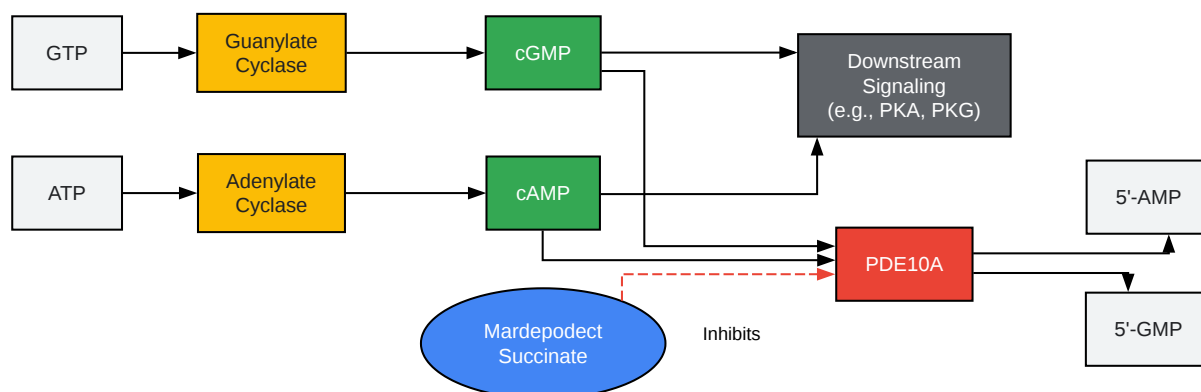 GTP
Guanylate
Cyclase
cGMP
Downstream
Signaling
(e.g., PKA, PKG)
ATP
Adenylate
Cyclase
cAMP
5'-AMP
PDE10A
Mardepodect
Succinate
Inhibits
5'-GMP